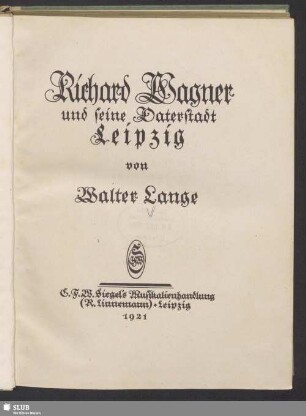 Richard Wagner
und seine Vaterstadt
Leipzig
von
Walter Lange
C. F. W. Siegel's Musikalienhandlung
(R. Linnemann) · Leipzig
1921
SLUB